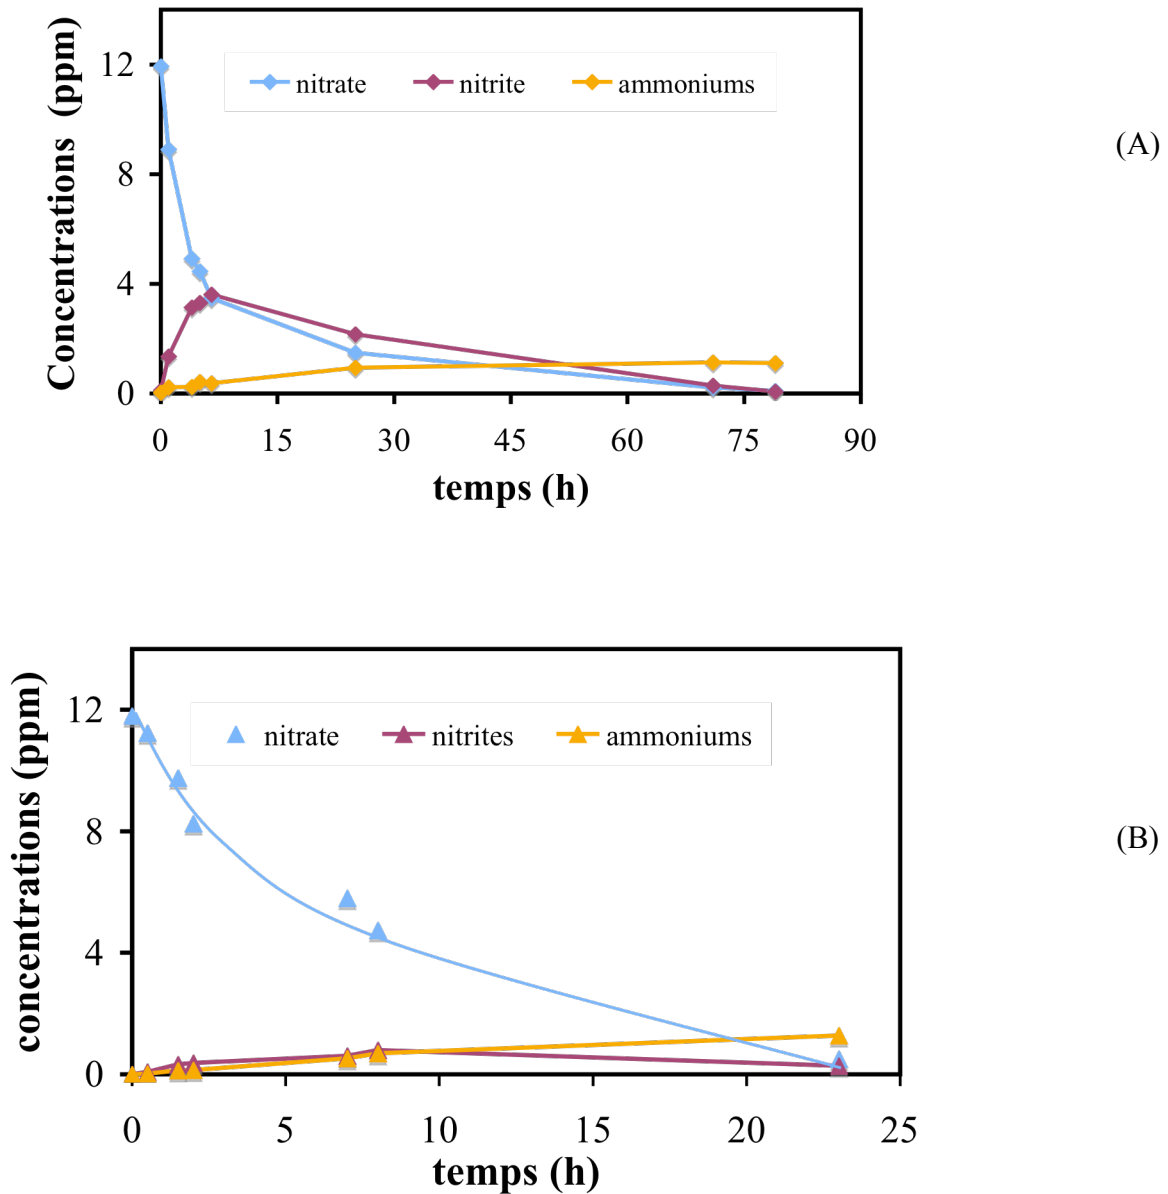 Concentrations (ppm)
12
8
4
0
nitrate nitrite ammoniums
0 15 30 45 60 75 90
temps (h)
(A)
concentrations (ppm)
12
8
4
0
nitrate nitrites ammoniums
0 5 10 15 20 25
temps (h)
(B)